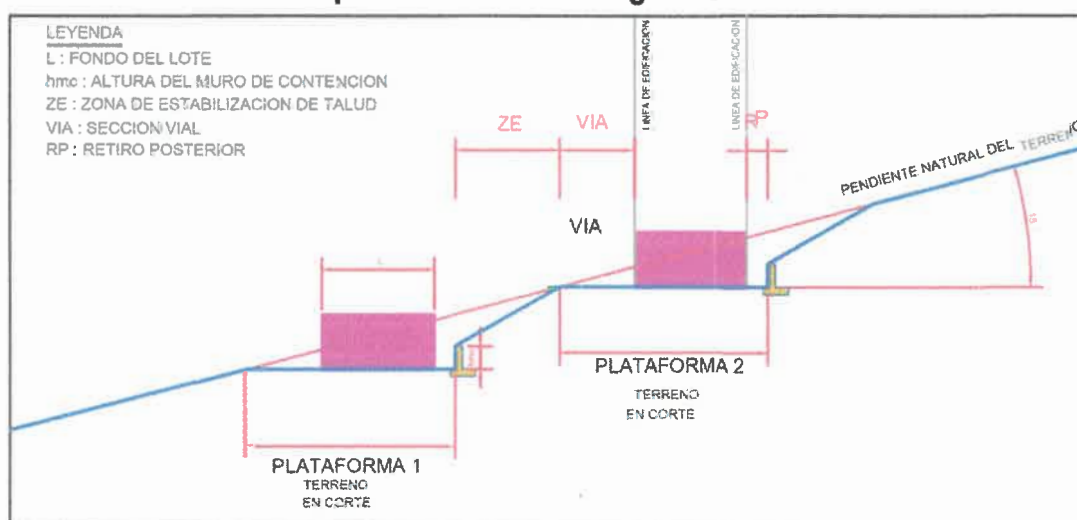 LEYENDA
L : FONDO DEL LOTE
hmc : ALTURA DEL MURO DE CONTENCION
ZE : ZONA DE ESTABILIZACION DE TALUD
VIA : SECCION VIAL
RP : RETIRO POSTERIOR
ZE
VIA
LINEA DE EDIFICACION
LINEA DE EDIFICACION
RP
PENDIENTE NATURAL DEL TERRENO
VIA
L
PLATAFORMA 2
TERRENO
EN CORTE
PLATAFORMA 1
TERRENO
EN CORTE